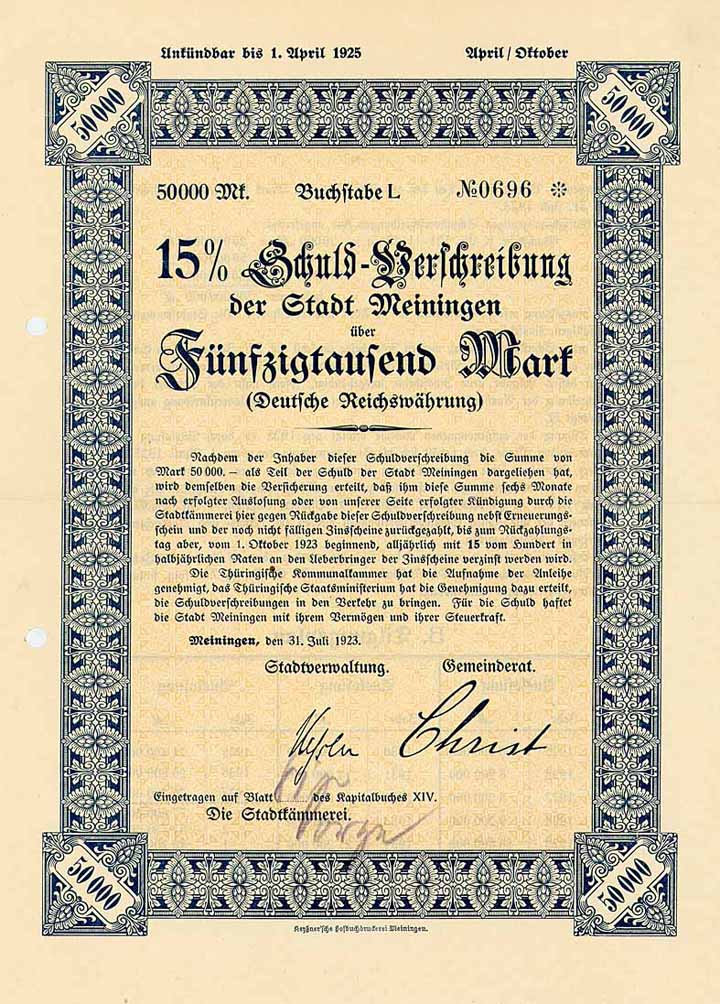 Unkündbar bis 1. April 1925 April / Oktober
50 000 50 000
50000 Mk. Buchstabe L №0696 ※
15% Schuld-Verschreibung
der Stadt Meiningen
über
Fünfzigtausend Mark
(Deutsche Reichswährung)
Nachdem der Inhaber dieser Schuldverschreibung die Summe von
Mark 50 000.— als Teil der Schuld der Stadt Meiningen dargeliehen hat,
wird demselben die Versicherung erteilt, daß ihm diese Summe sechs Monate
nach erfolgter Auslosung oder von unserer Seite erfolgter Kündigung durch die
Stadtkämmerei hier gegen Rückgabe dieser Schuldverschreibung nebst Erneuerungs-
schein und der noch nicht fälligen Zinsscheine zurückgezahlt, bis zum Rückzahlungs-
tag aber, vom 1. Oktober 1923 beginnend, alljährlich mit 15 vom Hundert in
halbjährlichen Raten an den Ueberbringer der Zinsscheine verzinst werden wird.
Die Thüringische Kommunalkammer hat die Aufnahme der Anleihe
genehmigt, das Thüringische Staatsministerium hat die Genehmigung dazu erteilt,
die Schuldverschreibungen in den Verkehr zu bringen. Für die Schuld haftet
die Stadt Meiningen mit ihrem Vermögen und ihrer Steuerkraft.
Meiningen, den 31. Juli 1923.
Stadtverwaltung. Gemeinderat.
Christ
Eingetragen auf Blatt des Kapitalbuches XIV.
Die Stadtkämmerei.
50 000 50 000
Keyßner'sche Hofbuchdruckerei Meiningen.